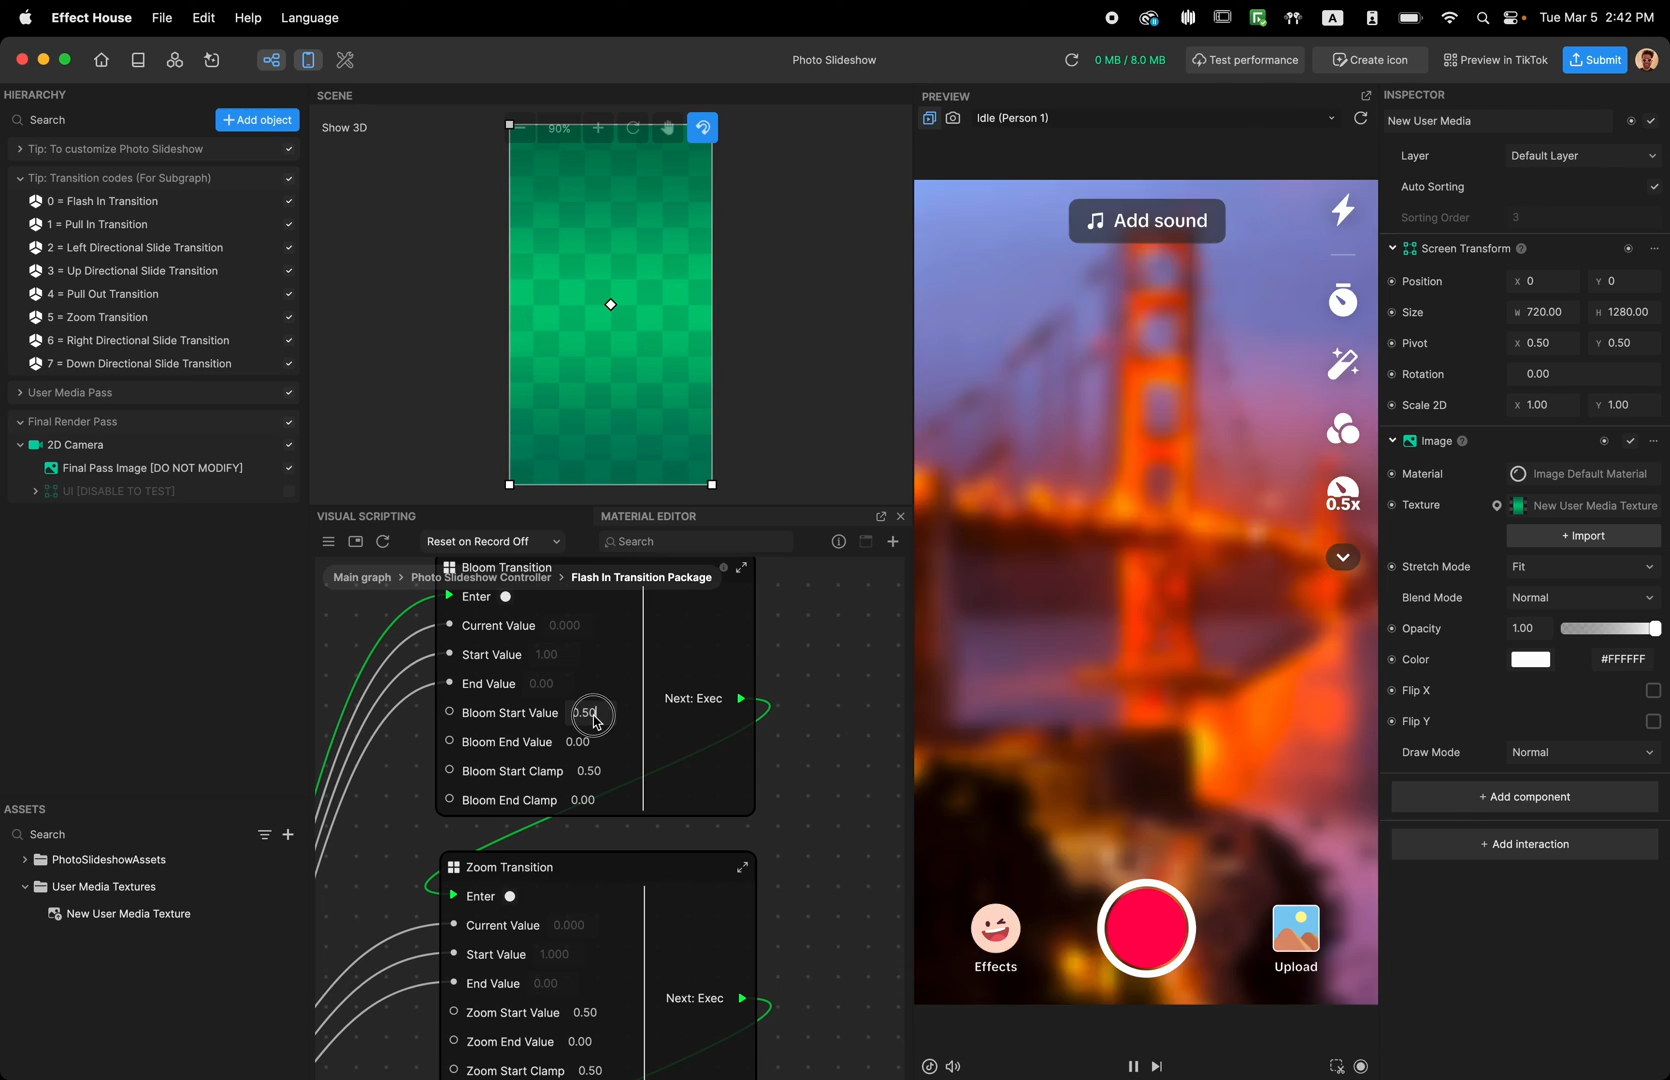 Effect House File Edit Help Language
A
Tue Mar 5 2:42 PM
Photo Slideshow
0 MB / 8.0 MB
Test performance
Create icon
Preview in TikTok
Submit
HIERARCHY
Search
+ Add object
Tip: To customize Photo Slideshow
Tip: Transition codes (For Subgraph)
0 = Flash In Transition
1 = Pull In Transition
2 = Left Directional Slide Transition
3 = Up Directional Slide Transition
4 = Pull Out Transition
5 = Zoom Transition
6 = Right Directional Slide Transition
7 = Down Directional Slide Transition
User Media Pass
Final Render Pass
2D Camera
Final Pass Image [DO NOT MODIFY]
UI [DISABLE TO TEST]
ASSETS
Search
PhotoSlideshowAssets
User Media Textures
New User Media Texture
SCENE
Show 3D
90%
VISUAL SCRIPTING
MATERIAL EDITOR
Reset on Record Off
Search
Bloom Transition
Main graph > Photo Slideshow Controller > Flash In Transition Package
Enter
Current Value 0.000
Start Value 1.00
End Value 0.00
Next: Exec
Bloom Start Value 0.50
Bloom End Value 0.00
Bloom Start Clamp 0.50
Bloom End Clamp 0.00
Zoom Transition
Enter
Current Value 0.000
Start Value 1.000
End Value 0.00
Next: Exec
Zoom Start Value 0.50
Zoom End Value 0.00
Zoom Start Clamp 0.50
PREVIEW
Idle (Person 1)
Add sound
0.5x
Effects
Upload
INSPECTOR
New User Media
Layer Default Layer
Auto Sorting
Sorting Order 3
Screen Transform
Position X 0 Y 0
Size W 720.00 H 1280.00
Pivot X 0.50 Y 0.50
Rotation 0.00
Scale 2D X 1.00 Y 1.00
Image
Material Image Default Material
Texture New User Media Texture
+ Import
Stretch Mode Fit
Blend Mode Normal
Opacity 1.00
Color #FFFFFF
Flip X
Flip Y
Draw Mode Normal
+ Add component
+ Add interaction